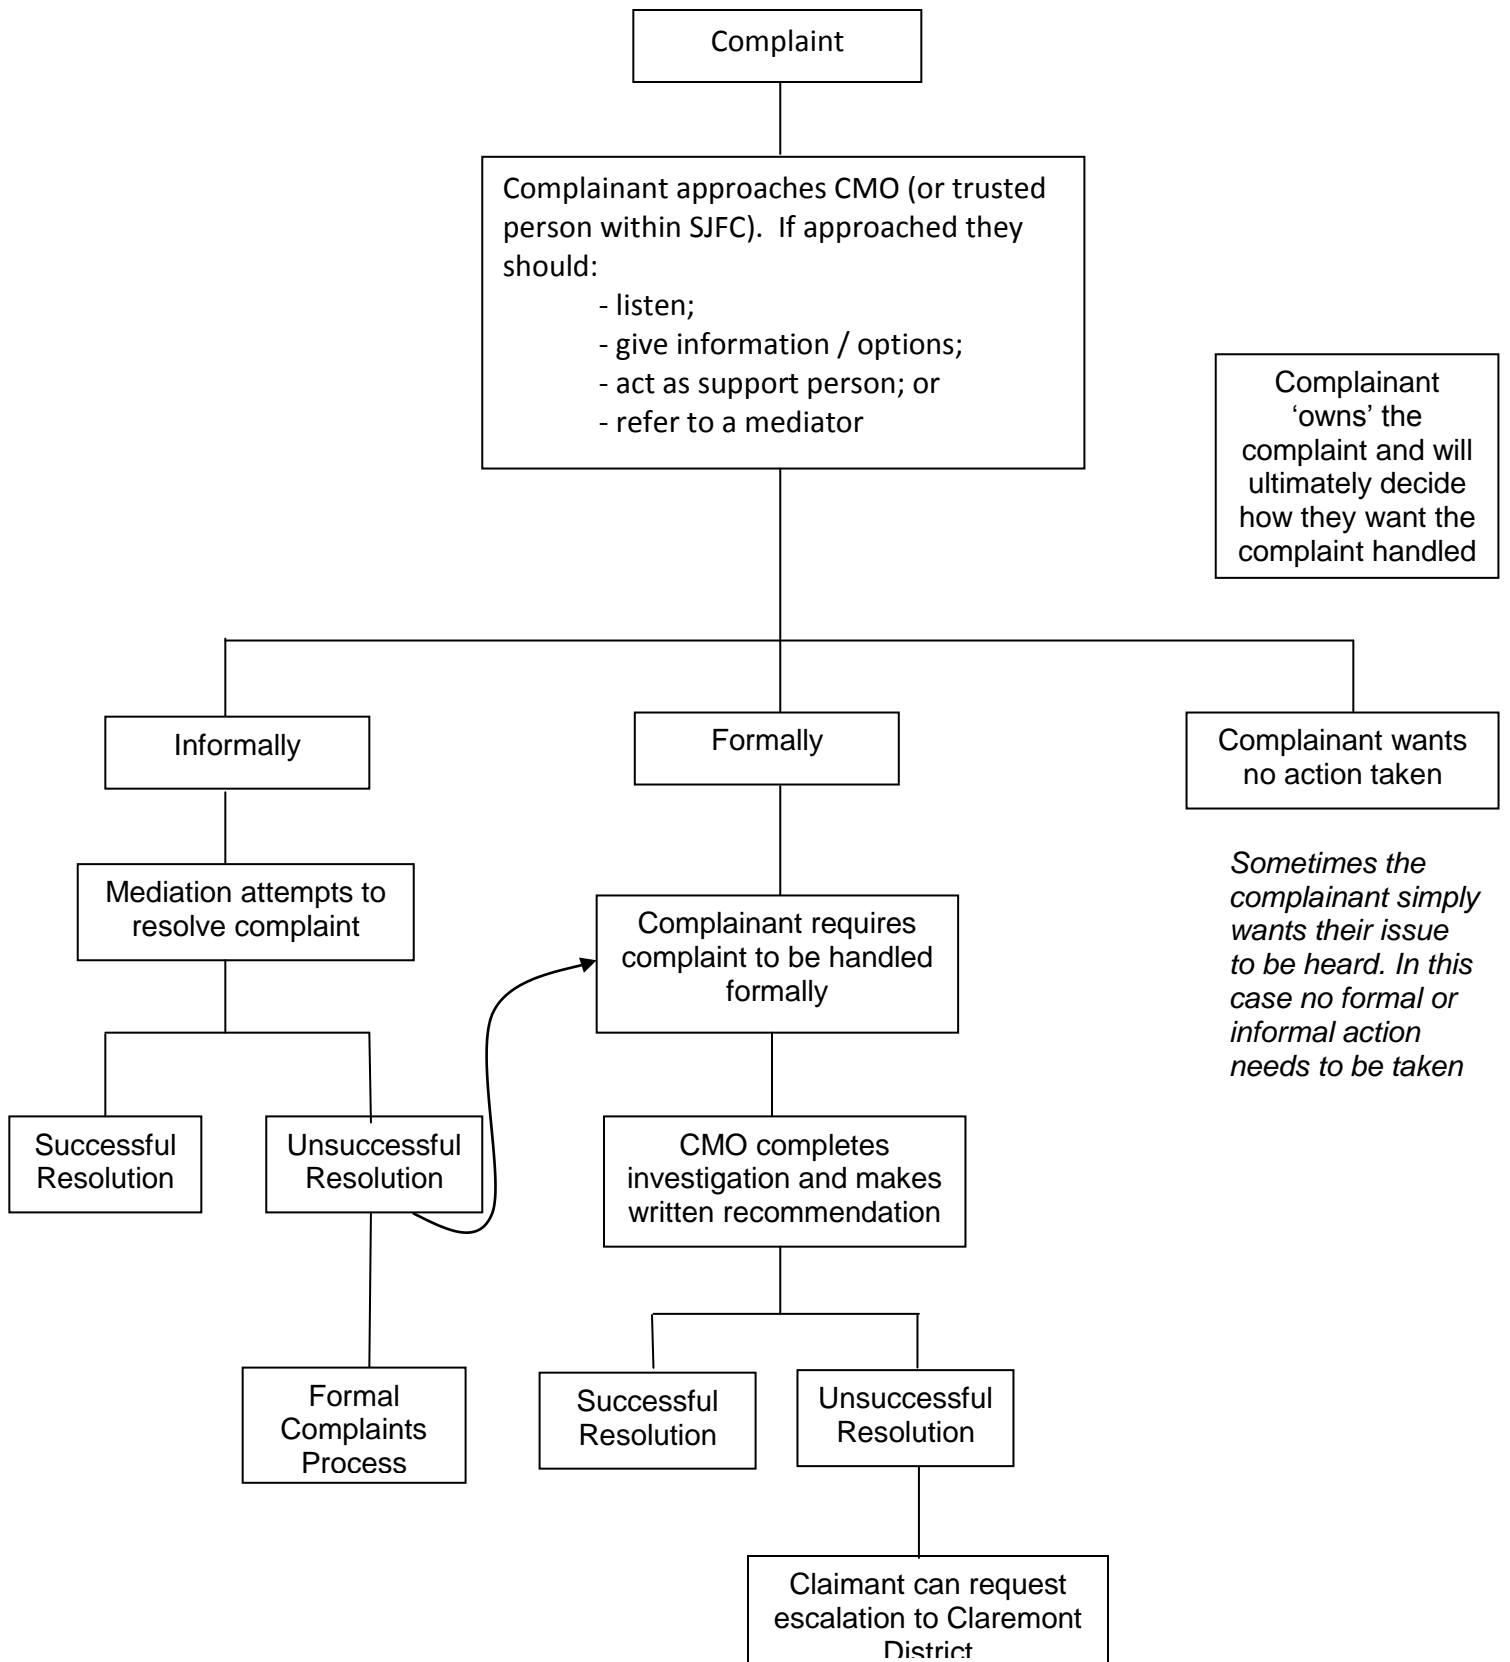 Complaint
Complainant approaches CMO (or trusted
person within SJFC).  If approached they
should:
- listen;
- give information / options;
- act as support person; or
- refer to a mediator
Complainant
‘owns’ the
complaint and will
ultimately decide
how they want the
complaint handled
Informally
Formally
Complainant wants
no action taken
Mediation attempts to
resolve complaint
Complainant requires
complaint to be handled
formally
Sometimes the
complainant simply
wants their issue
to be heard. In this
case no formal or
informal action
needs to be taken
Successful
Resolution
Unsuccessful
Resolution
CMO completes
investigation and makes
written recommendation
Formal
Complaints
Process
Successful
Resolution
Unsuccessful
Resolution
Claimant can request
escalation to Claremont
District